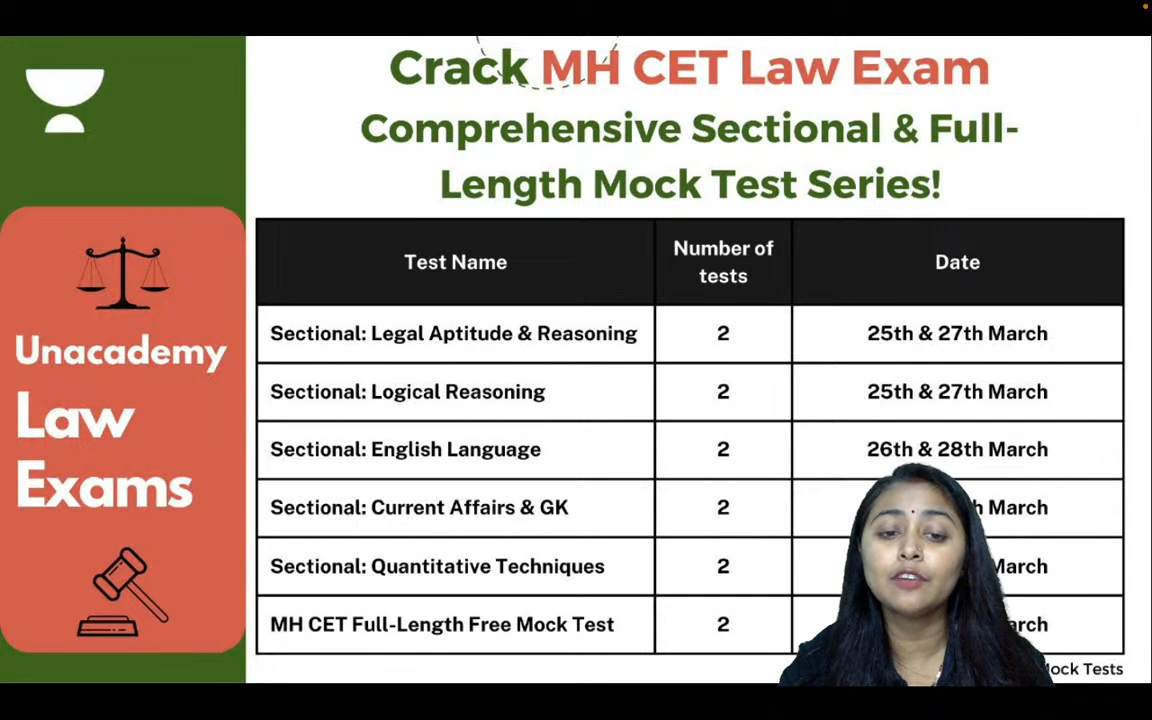 Crack MH CET Law Exam
Comprehensive Sectional & Full-
Length Mock Test Series!
Unacademy
Law
Exams
Test Name Number of tests Date
Sectional: Legal Aptitude & Reasoning 2 25th & 27th March
Sectional: Logical Reasoning 2 25th & 27th March
Sectional: English Language 2 26th & 28th March
Sectional: Current Affairs & GK 2 March
Sectional: Quantitative Techniques 2 March
MH CET Full-Length Free Mock Test 2
Tests